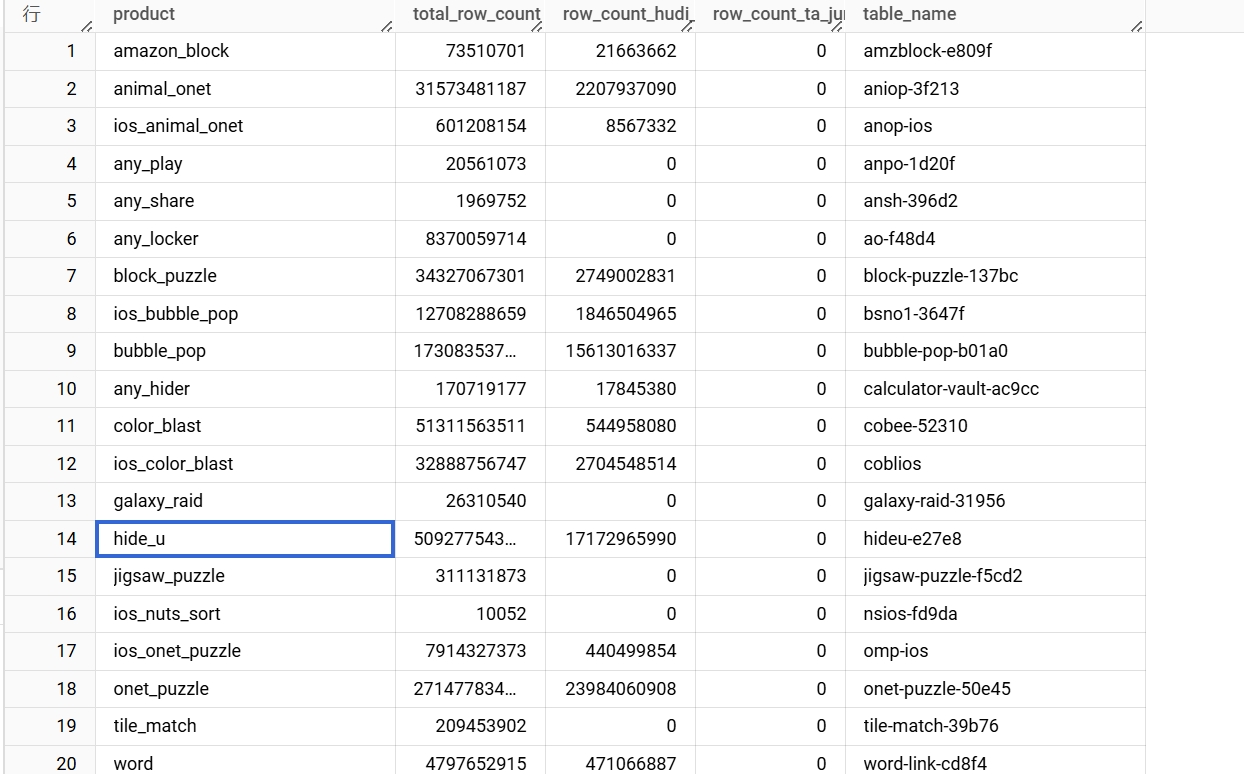 行 product total_row_count row_count_hudi_ row_count_ta_jur table_name
1 amazon_block 73510701 21663662 0 amzblock-e809f
2 animal_onet 31573481187 2207937090 0 aniop-3f213
3 ios_animal_onet 601208154 8567332 0 anop-ios
4 any_play 20561073 0 0 anpo-1d20f
5 any_share 1969752 0 0 ansh-396d2
6 any_locker 8370059714 0 0 ao-f48d4
7 block_puzzle 34327067301 2749002831 0 block-puzzle-137bc
8 ios_bubble_pop 12708288659 1846504965 0 bsno1-3647f
9 bubble_pop 173083537… 15613016337 0 bubble-pop-b01a0
10 any_hider 170719177 17845380 0 calculator-vault-ac9cc
11 color_blast 51311563511 544958080 0 cobee-52310
12 ios_color_blast 32888756747 2704548514 0 coblios
13 galaxy_raid 26310540 0 0 galaxy-raid-31956
14 hide_u 509277543… 17172965990 0 hideu-e27e8
15 jigsaw_puzzle 311131873 0 0 jigsaw-puzzle-f5cd2
16 ios_nuts_sort 10052 0 0 nsios-fd9da
17 ios_onet_puzzle 7914327373 440499854 0 omp-ios
18 onet_puzzle 271477834… 23984060908 0 onet-puzzle-50e45
19 tile_match 209453902 0 0 tile-match-39b76
20 word 4797652915 471066887 0 word-link-cd8f4